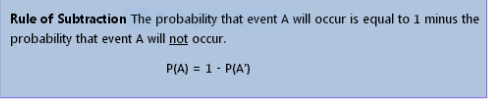 Rule of Subtraction The probability that event A will occur is equal to 1 minus the
probability that event A will not occur.
P(A) = 1 - P(A')